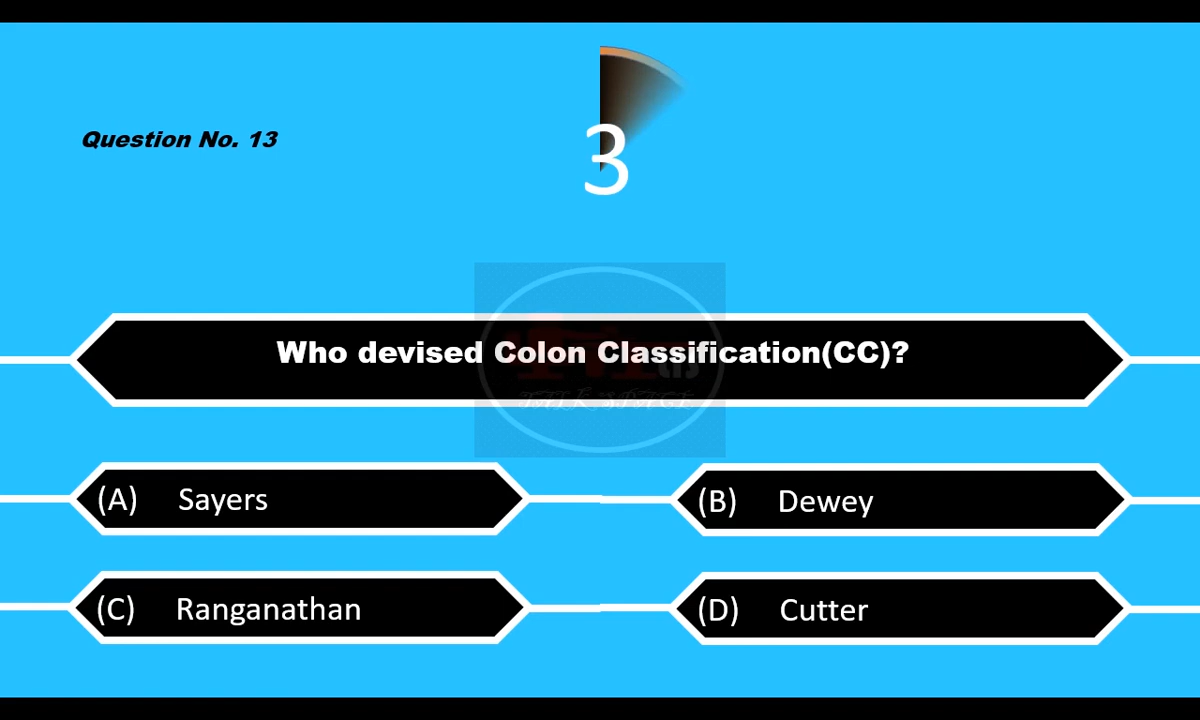 Question No. 13
3
Who devised Colon Classification(CC)?
(A) Sayers
(B) Dewey
(C) Ranganathan
(D) Cutter